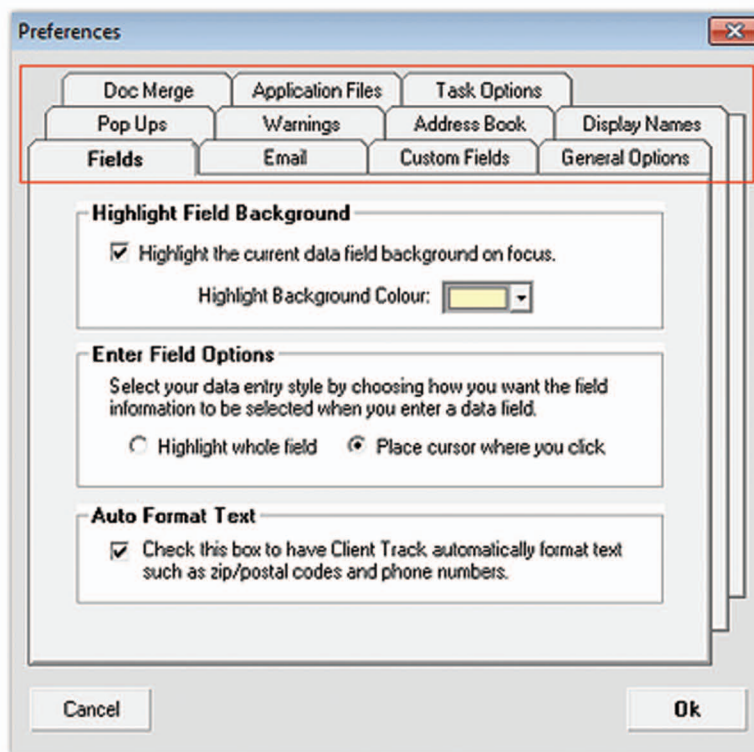 Preferences
Doc Merge Application Files Task Options
Pop Ups Warnings Address Book Display Names
Fields Email Custom Fields General Options
Highlight Field Background
Highlight the current data field background on focus.
Highlight Background Colour:
Enter Field Options
Select your data entry style by choosing how you want the field
information to be selected when you enter a data field.
Highlight whole field Place cursor where you click
Auto Format Text
Check this box to have Client Track automatically format text
such as zip/postal codes and phone numbers.
Cancel Ok